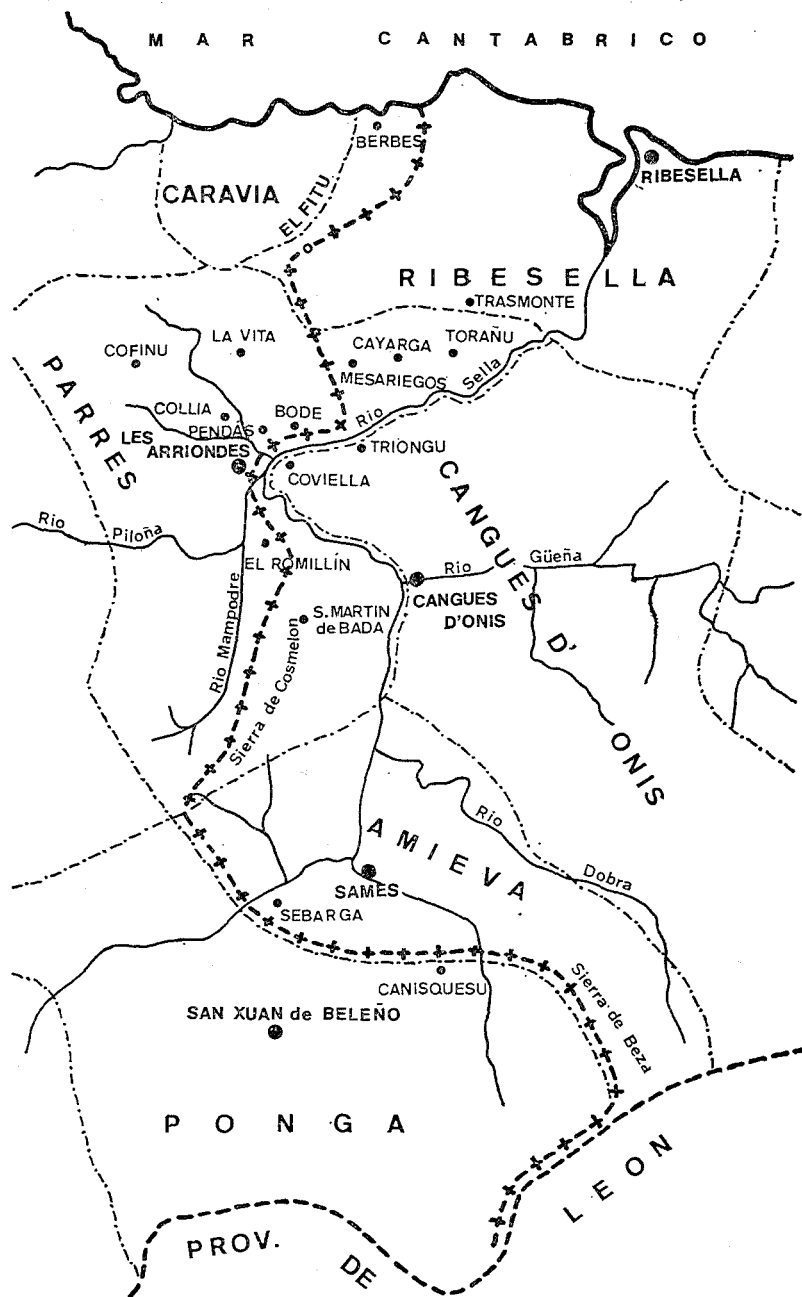 MAR CANTABRICO
BERBES
RIBESELLA
CARAVIA
EL FITU
RIBESELLA
TRASMONTE
LA VITA
CAYARGA
TORAÑU
COFINU
MESARIEGOS
Rio Sella
PARRES
COLLIA
BODE
PENDAS
LES
ARRIONDES
TRIONGU
COVIELLA
CANGUES D'ONIS
Rio Piloña
EL ROMILLÍN
Rio Güeña
CANGUES
D'ONIS
S. MARTIN
de BADA
Rio Mampodre
Sierra de Cosmelon
AMIEVA
Rio Dobra
SAMES
SEBARGA
CANISQUESU
Sierra de Beza
SAN XUAN de BELEÑO
PONGA
PROV. DE LEON